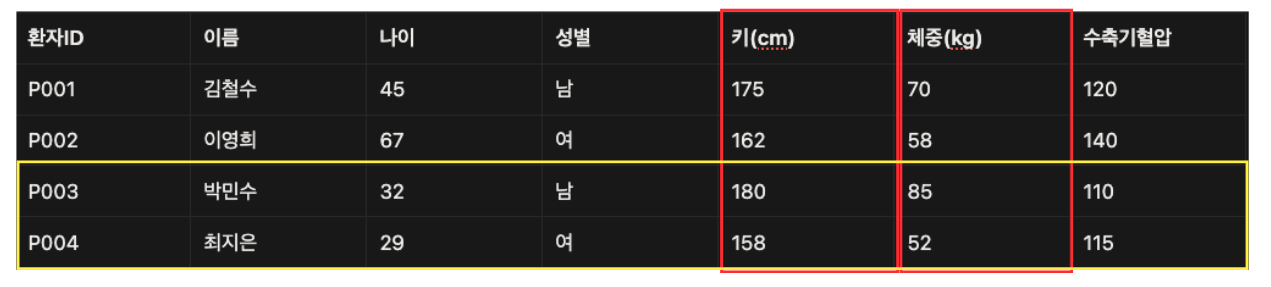 환자ID 이름 나이 성별 키(cm) 체중(kg) 수축기혈압
P001 김철수 45 남 175 70 120
P002 이영희 67 여 162 58 140
P003 박민수 32 남 180 85 110
P004 최지은 29 여 158 52 115